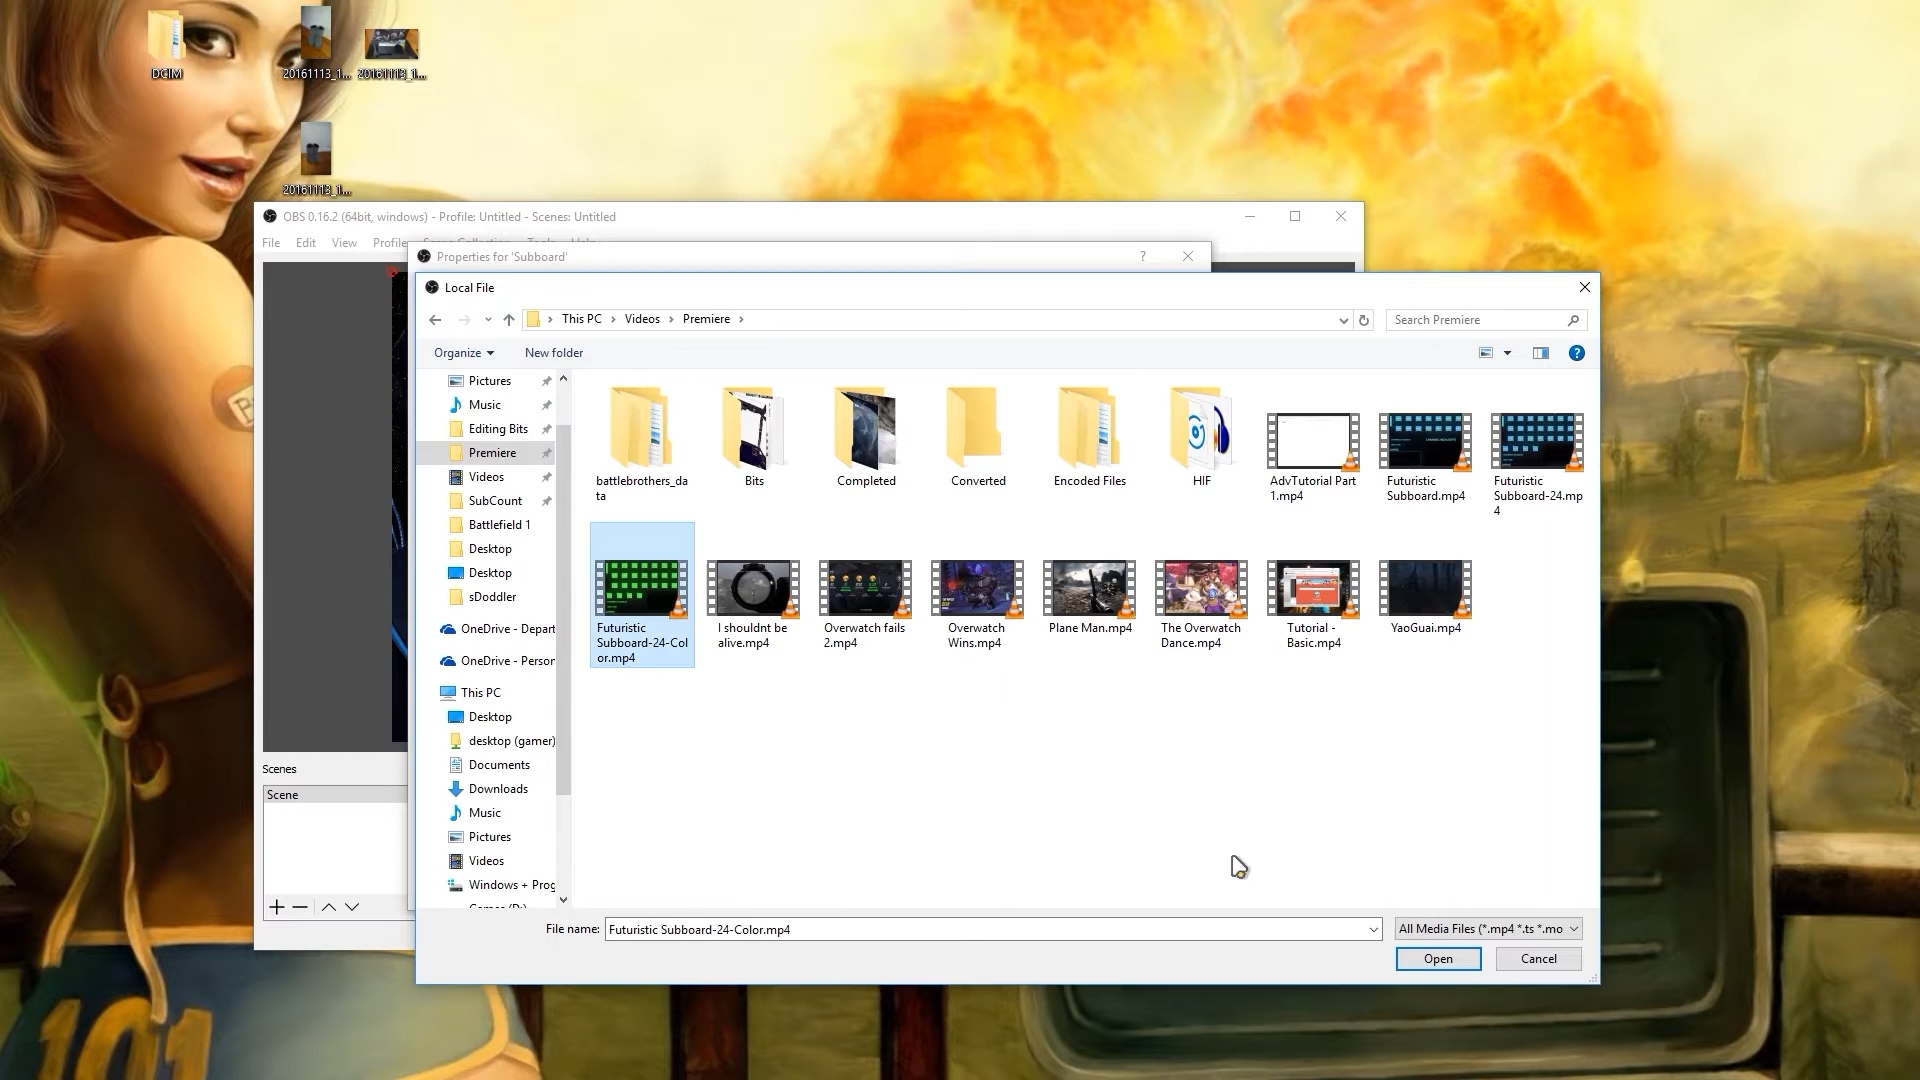 DCIM
20161113_1...
20161113_1...
20161113_1...
OBS 0.16.2 (64bit, windows) - Profile: Untitled - Scenes: Untitled
File
Edit
View
Profile
Scene Collection
Tools
Help
Properties for 'Subboard'
?
Local File
This PC
Videos
Premiere
Search Premiere
Organize
New folder
?
Pictures
Music
Editing Bits
Premiere
Videos
SubCount
Battlefield 1
Desktop
Desktop
sDoddler
OneDrive - Depart
OneDrive - Person
This PC
Desktop
desktop (gamer)
Documents
Downloads
Music
Pictures
Videos
Windows + Prog
battlebrothers_da
ta
Bits
Completed
Converted
Encoded Files
HIF
AdvTutorial Part
1.mp4
Futuristic
Subboard.mp4
Futuristic
Subboard-24.mp
4
Futuristic
Subboard-24-Col
or.mp4
I shouldnt be
alive.mp4
Overwatch fails
2.mp4
Overwatch
Wins.mp4
Plane Man.mp4
The Overwatch
Dance.mp4
Tutorial -
Basic.mp4
YaoGuai.mp4
Scenes
Scene
File name:
Futuristic Subboard-24-Color.mp4
All Media Files (*.mp4 *.ts *.mo
Open
Cancel
101